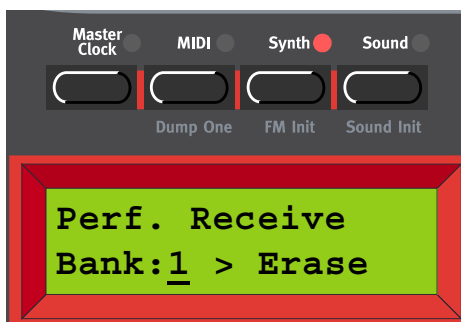 Master
Clock
MIDI
Synth
Sound
Dump One
FM Init
Sound Init
Perf. Receive
Bank:1 > Erase